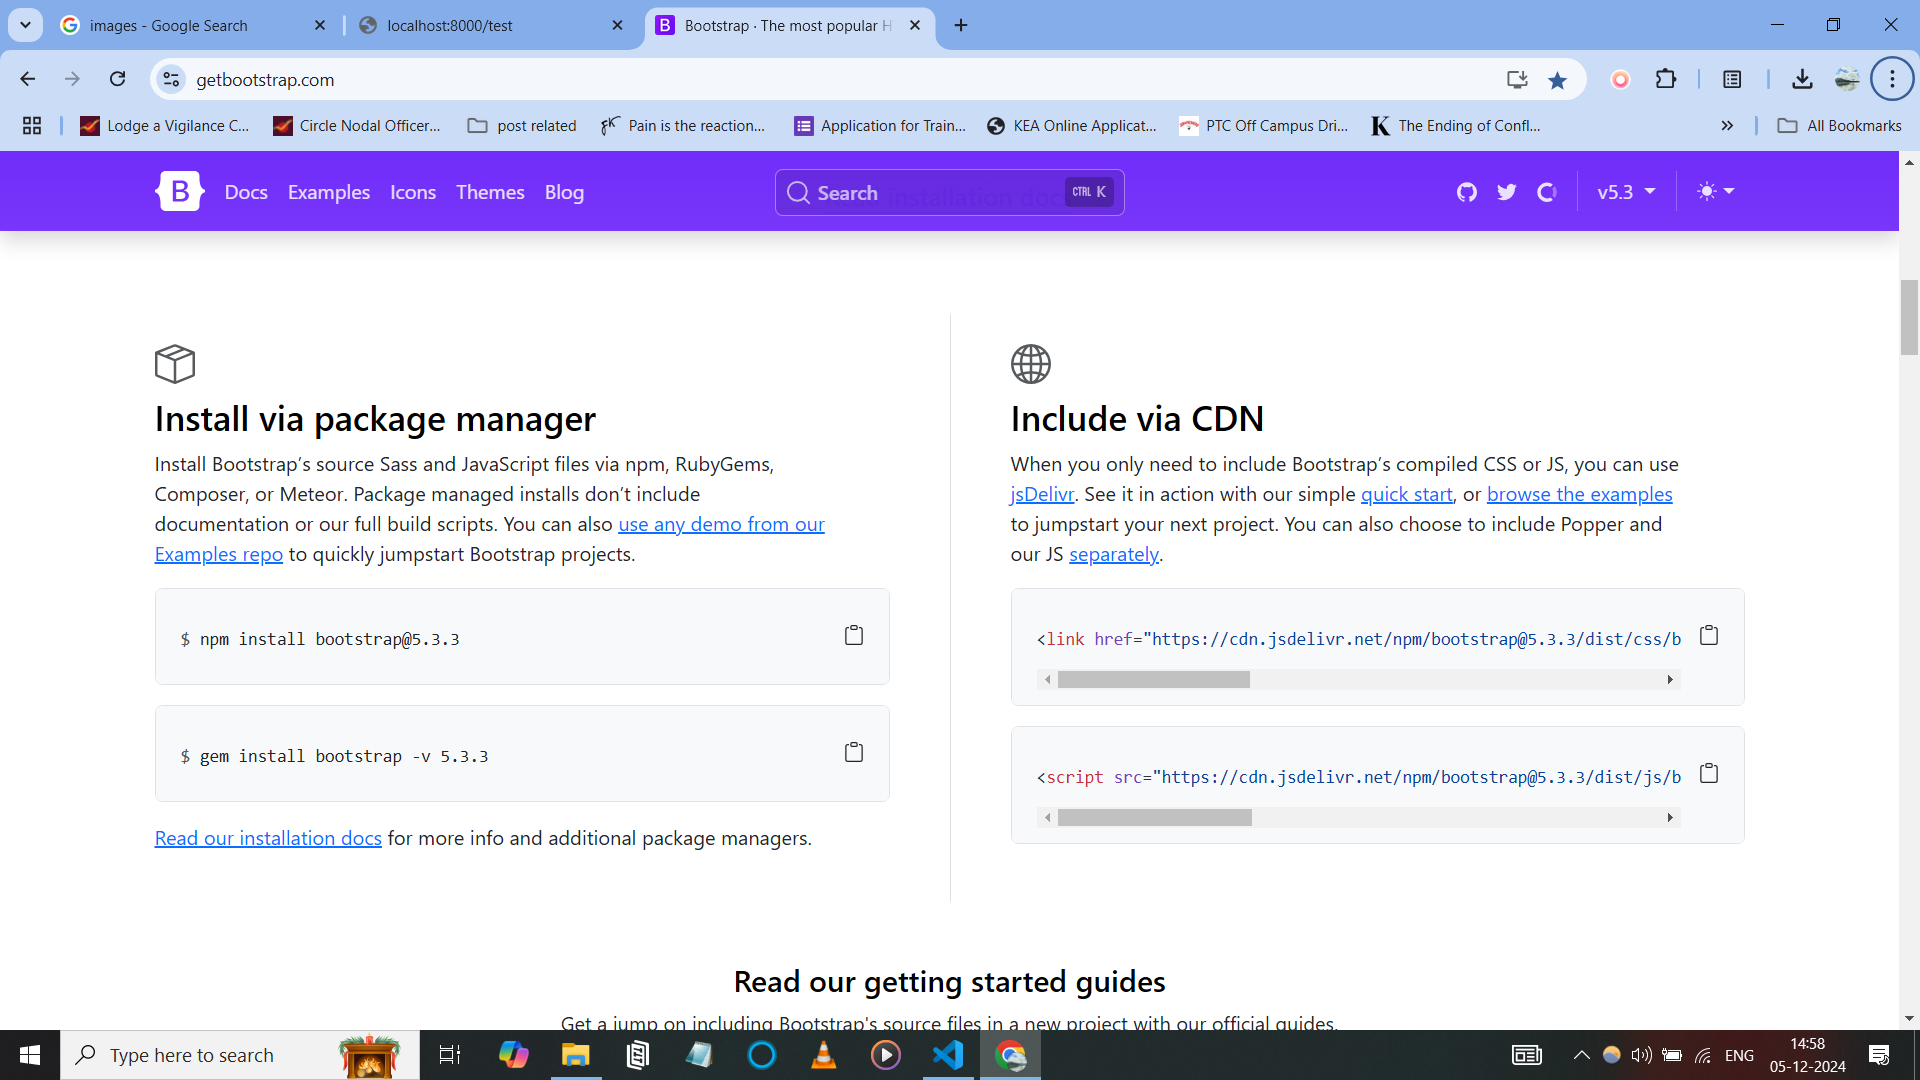 images - Google Search
localhost:8000/test
Bootstrap · The most popular H
getbootstrap.com
Lodge a Vigilance C...
Circle Nodal Officer...
post related
Pain is the reaction...
Application for Train...
KEA Online Applicat...
PTC Off Campus Dri...
The Ending of Confl...
All Bookmarks
B
Docs
Examples
Icons
Themes
Blog
Search
installation docs
CTRL K
v5.3
Install via package manager
Install Bootstrap’s source Sass and JavaScript files via npm, RubyGems,
Composer, or Meteor. Package managed installs don’t include
documentation or our full build scripts. You can also use any demo from our
Examples repo to quickly jumpstart Bootstrap projects.
$ npm install bootstrap@5.3.3
$ gem install bootstrap -v 5.3.3
Read our installation docs for more info and additional package managers.
Include via CDN
When you only need to include Bootstrap’s compiled CSS or JS, you can use
jsDelivr. See it in action with our simple quick start, or browse the examples
to jumpstart your next project. You can also choose to include Popper and
our JS separately.
<link href="https://cdn.jsdelivr.net/npm/bootstrap@5.3.3/dist/css/b
<script src="https://cdn.jsdelivr.net/npm/bootstrap@5.3.3/dist/js/b
Read our getting started guides
Get a jump on including Bootstrap's source files in a new project with our official guides.
Type here to search
ENG
14:58
05-12-2024